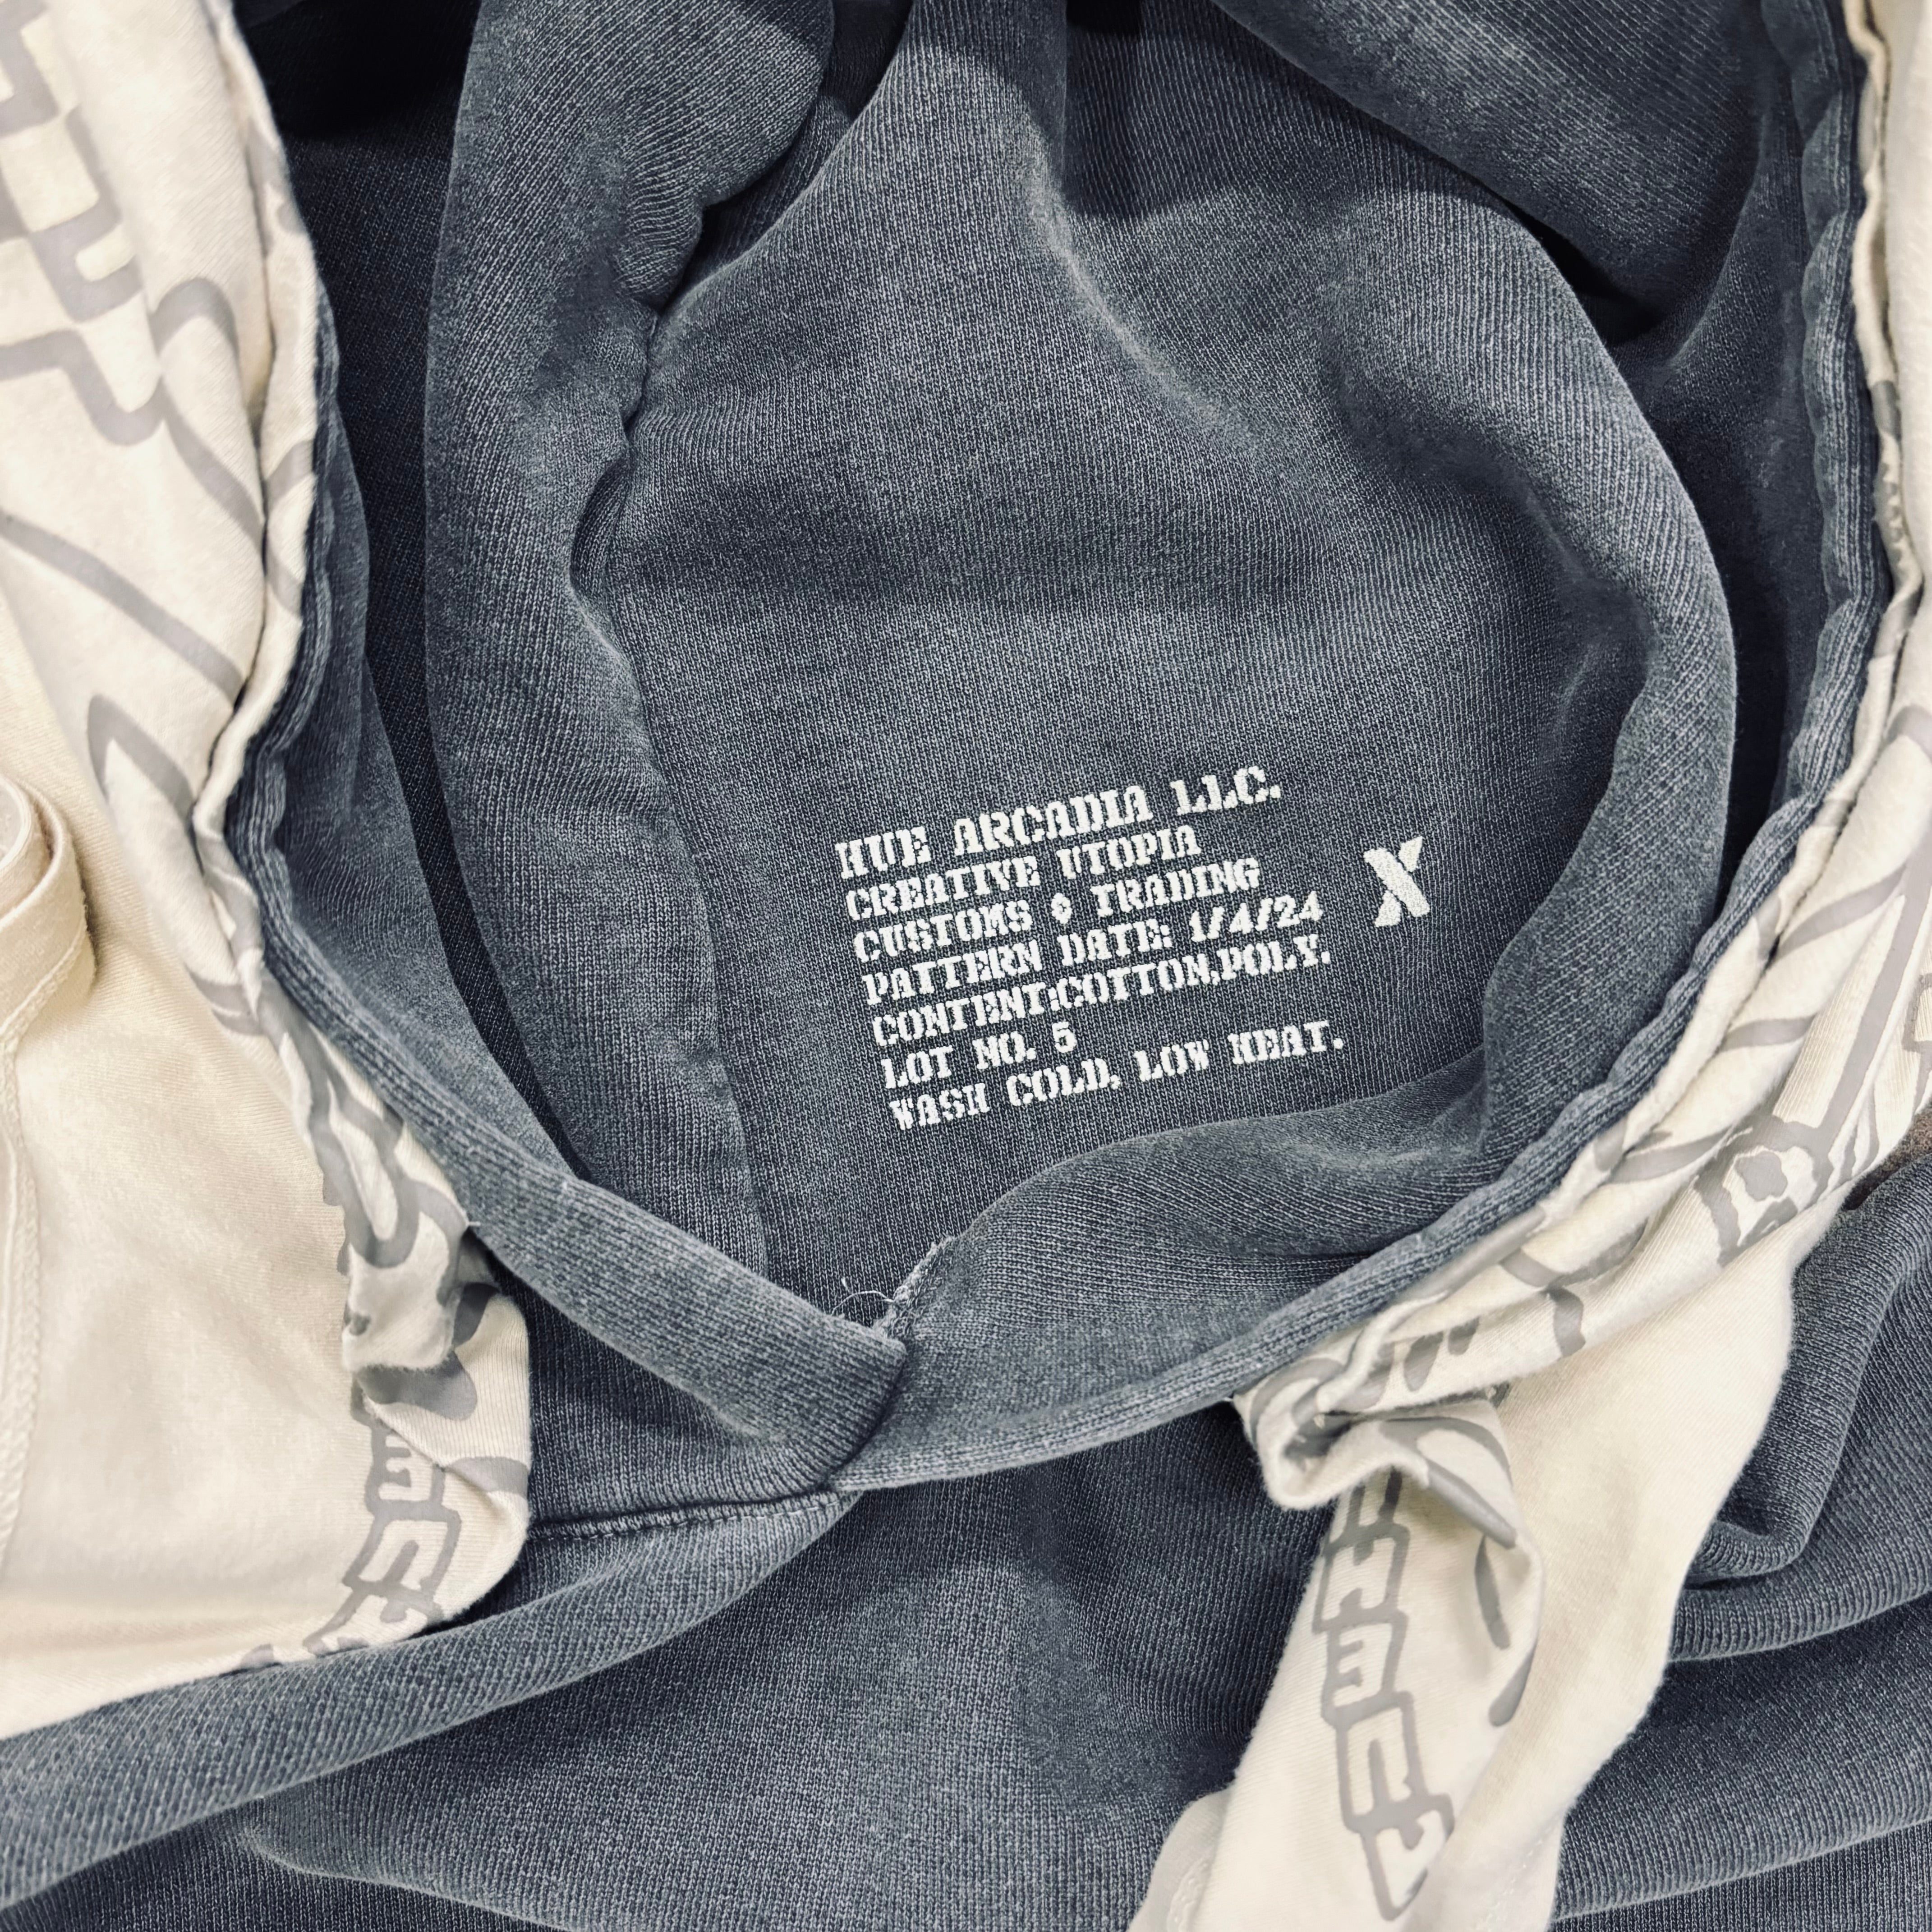 HUE ARCADIA LLC.
CREATIVE UTOPIA
CUSTOMS & TRADING
PATTERN DATE: 1/4/24
CONTENT:COTTON,POLY.
LOT NO. 5
WASH COLD, LOW HEAT.
X